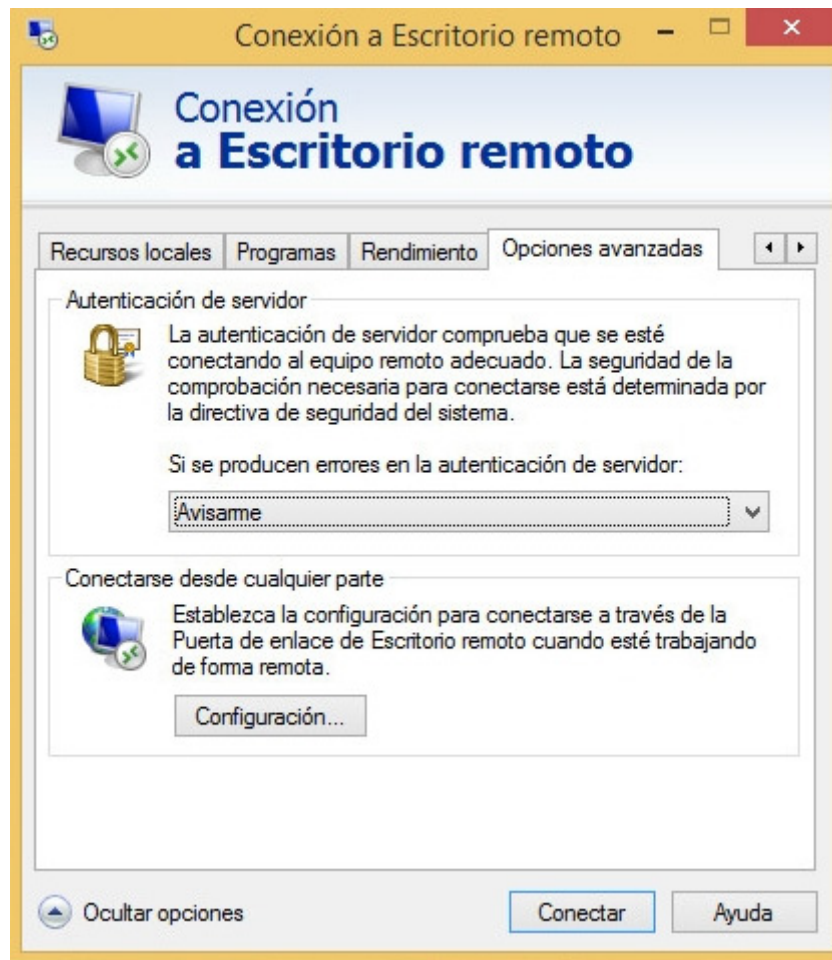 Conexión a Escritorio remoto
Conexión
a Escritorio remoto
Recursos locales Programas Rendimiento Opciones avanzadas
Autenticación de servidor
La autenticación de servidor comprueba que se esté
conectando al equipo remoto adecuado. La seguridad de la
comprobación necesaria para conectarse está determinada por
la directiva de seguridad del sistema.
Si se producen errores en la autenticación de servidor:
Avisarme
Conectarse desde cualquier parte
Establezca la configuración para conectarse a través de la
Puerta de enlace de Escritorio remoto cuando esté trabajando
de forma remota.
Configuración...
Ocultar opciones Conectar Ayuda